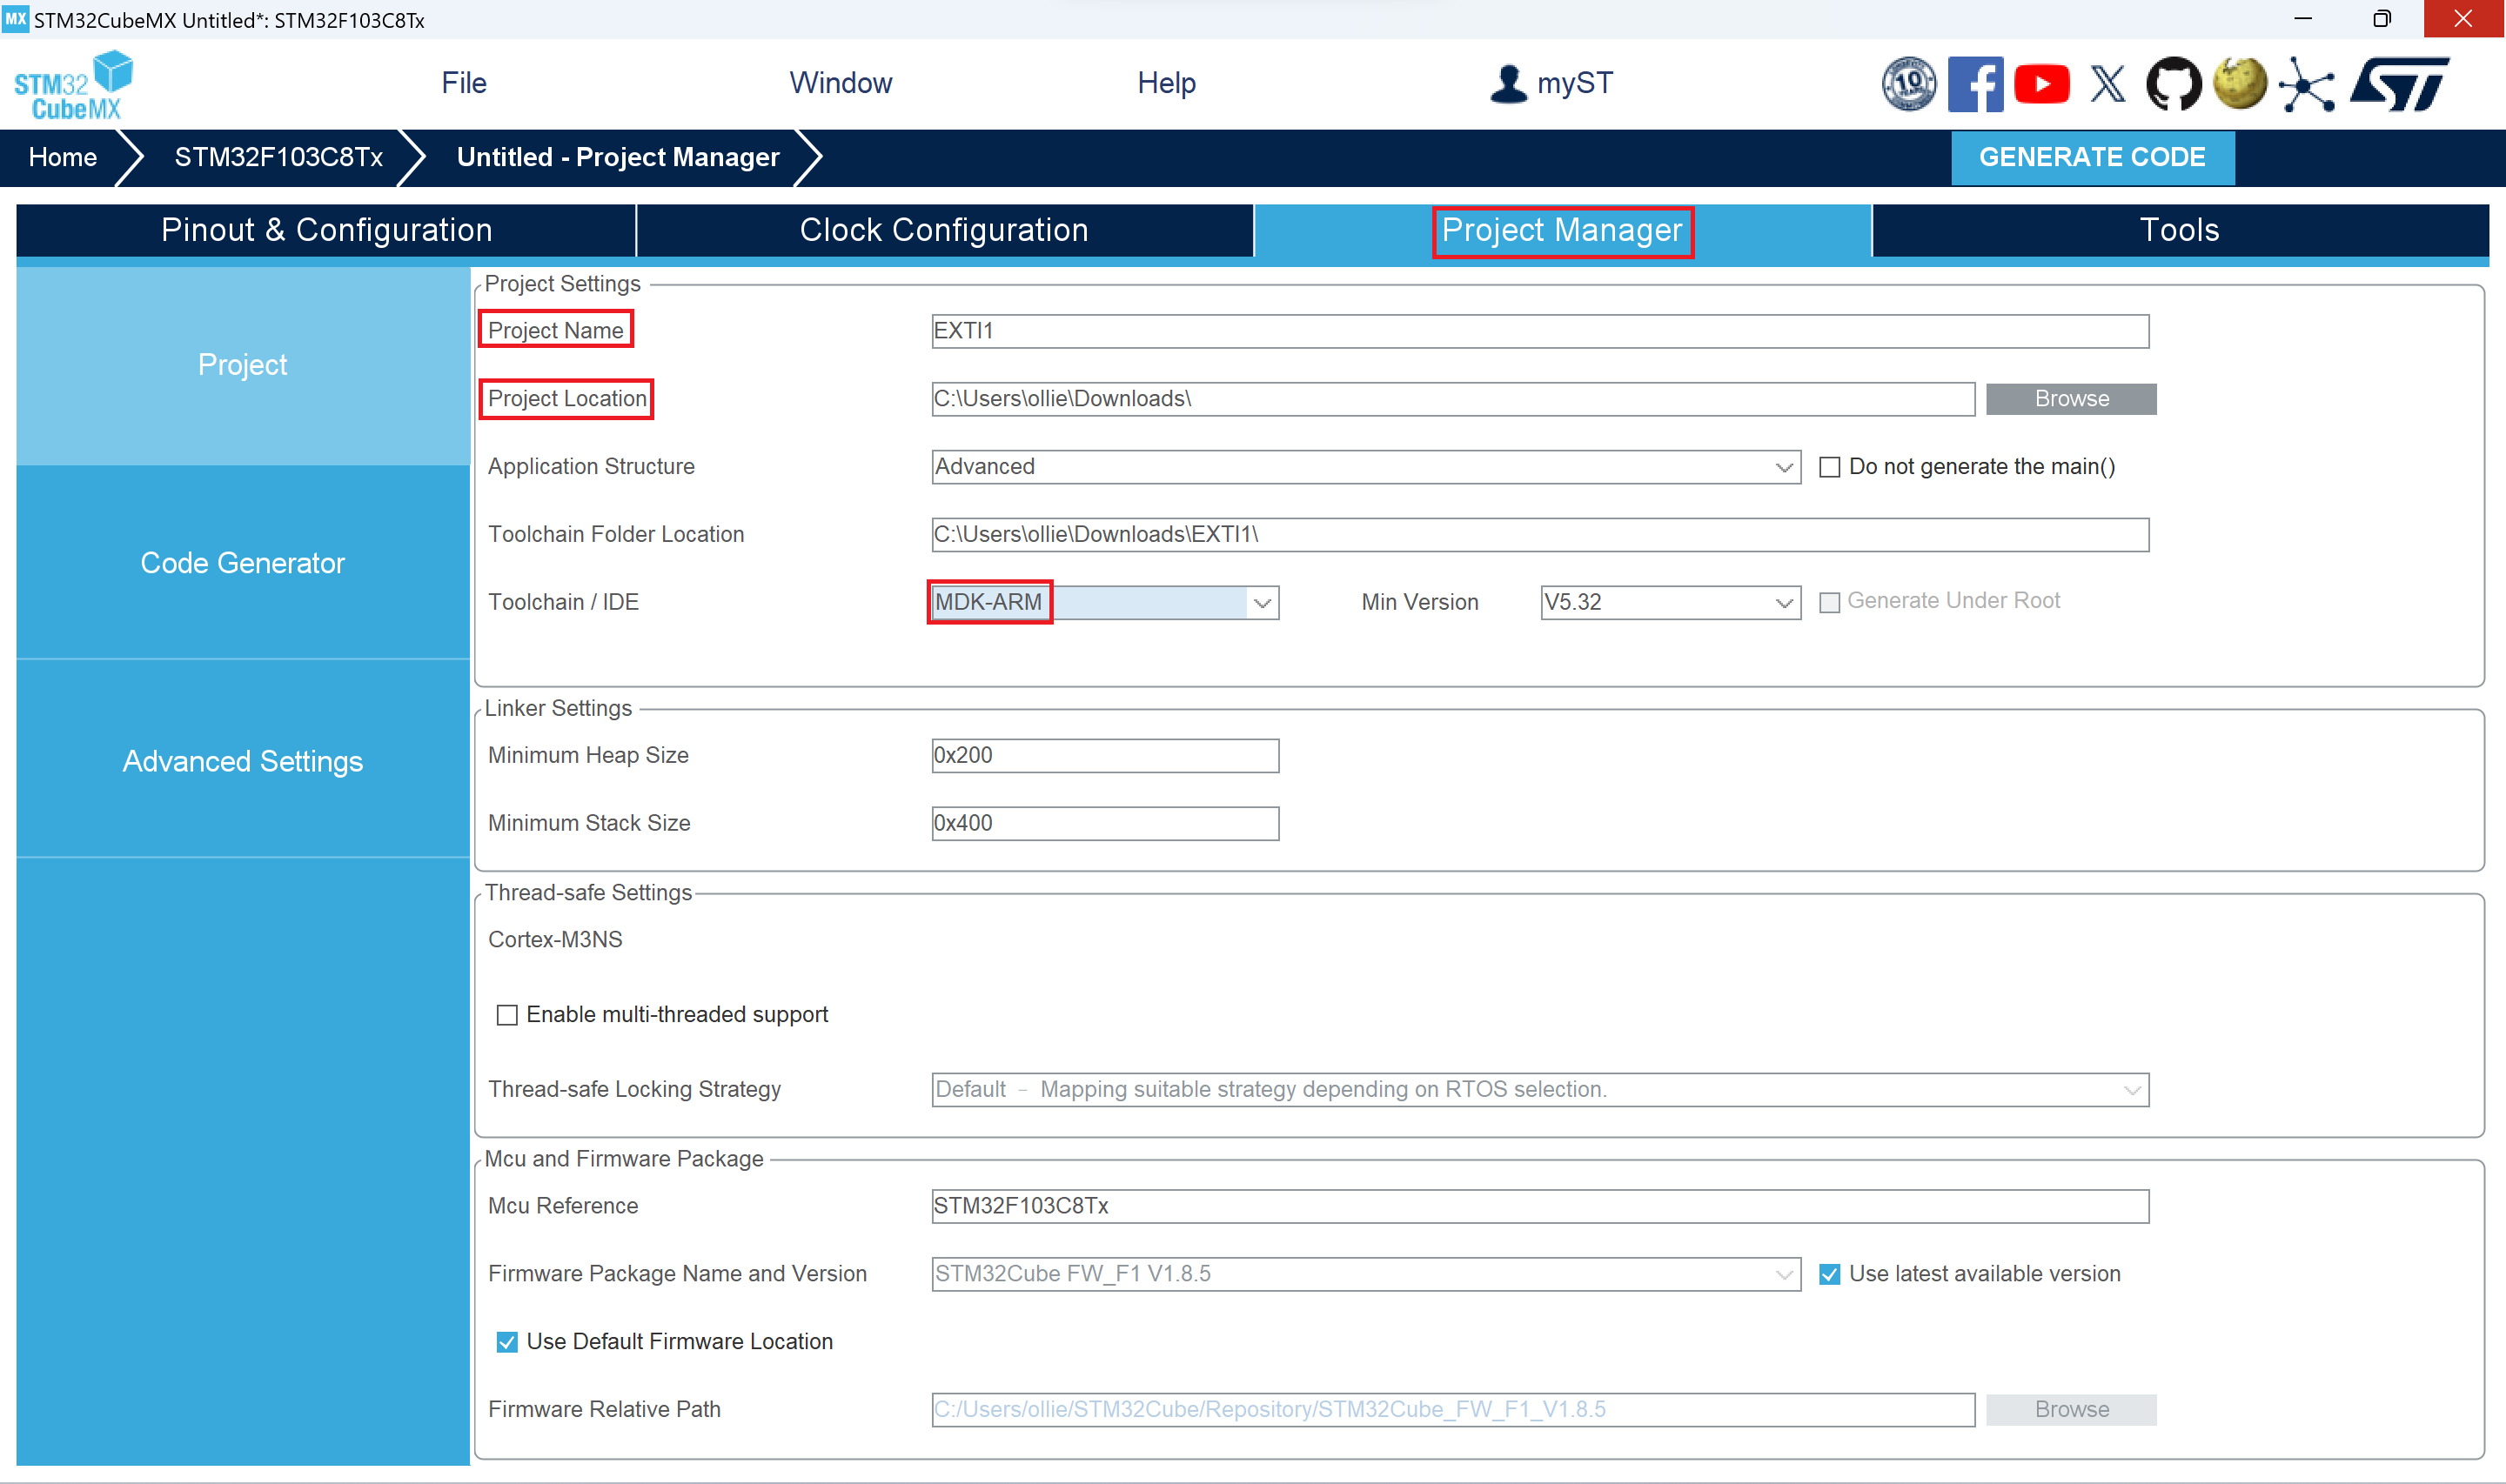 MX STM32CubeMX Untitled*: STM32F103C8Tx
STM32 CubeMX
File Window Help myST
10 YEARS
ST
Home STM32F103C8Tx Untitled - Project Manager GENERATE CODE
Pinout & Configuration Clock Configuration Project Manager Tools
Project
Code Generator
Advanced Settings
Project Settings
Project Name EXTI1
Project Location C:\Users\ollie\Downloads\ Browse
Application Structure Advanced Do not generate the main()
Toolchain Folder Location C:\Users\ollie\Downloads\EXTI1\
Toolchain / IDE MDK-ARM Min Version V5.32 Generate Under Root
Linker Settings
Minimum Heap Size 0x200
Minimum Stack Size 0x400
Thread-safe Settings
Cortex-M3NS
Enable multi-threaded support
Thread-safe Locking Strategy Default - Mapping suitable strategy depending on RTOS selection.
Mcu and Firmware Package
Mcu Reference STM32F103C8Tx
Firmware Package Name and Version STM32Cube FW_F1 V1.8.5 Use latest available version
Use Default Firmware Location
Firmware Relative Path C:/Users/ollie/STM32Cube/Repository/STM32Cube_FW_F1_V1.8.5 Browse